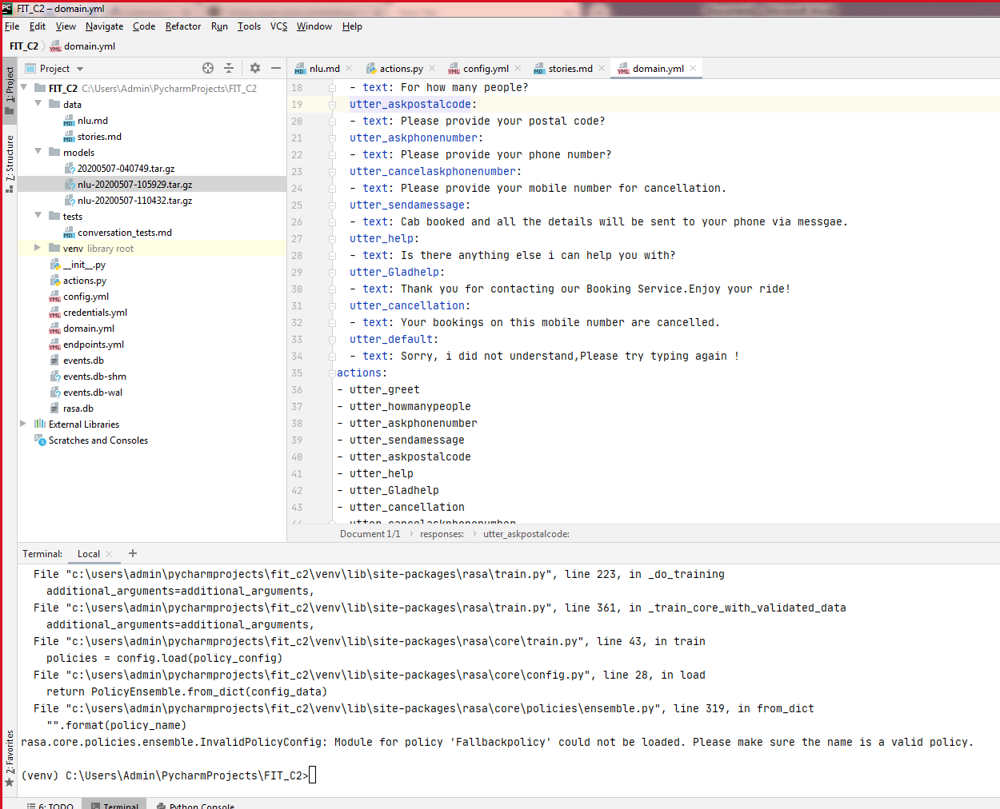 FIT_C2 – domain.yml
File Edit View Navigate Code Refactor Run Tools VCS Window Help
FIT_C2 domain.yml
Project
nlu.md actions.py config.yml stories.md domain.yml
1: Project
7: Structure
2: Favorites
FIT_C2 C:\Users\Admin\PycharmProjects\FIT_C2
data
nlu.md
stories.md
models
20200507-040749.tar.gz
nlu-20200507-105929.tar.gz
nlu-20200507-110432.tar.gz
tests
conversation_tests.md
venv library root
__init__.py
actions.py
config.yml
credentials.yml
domain.yml
endpoints.yml
events.db
events.db-shm
events.db-wal
rasa.db
External Libraries
Scratches and Consoles
18 - text: For how many people?
19 utter_askpostalcode:
20 - text: Please provide your postal code?
21 utter_askphonenumber:
22 - text: Please provide your phone number?
23 utter_cancelaskphonenumber:
24 - text: Please provide your mobile number for cancellation.
25 utter_sendamessage:
26 - text: Cab booked and all the details will be sent to your phone via messgae.
27 utter_help:
28 - text: Is there anything else i can help you with?
29 utter_Gladhelp:
30 - text: Thank you for contacting our Booking Service.Enjoy your ride!
31 utter_cancellation:
32 - text: Your bookings on this mobile number are cancelled.
33 utter_default:
34 - text: Sorry, i did not understand,Please try typing again !
35 actions:
36 - utter_greet
37 - utter_howmanypeople
38 - utter_askphonenumber
39 - utter_sendamessage
40 - utter_askpostalcode
41 - utter_help
42 - utter_Gladhelp
43 - utter_cancellation
44 - utter_cancelaskphonenumber
Document 1/1 › responses: › utter_askpostalcode:
Terminal: Local +
File "c:\users\admin\pycharmprojects\fit_c2\venv\lib\site-packages\rasa\train.py", line 223, in _do_training
additional_arguments=additional_arguments,
File "c:\users\admin\pycharmprojects\fit_c2\venv\lib\site-packages\rasa\train.py", line 361, in _train_core_with_validated_data
additional_arguments=additional_arguments,
File "c:\users\admin\pycharmprojects\fit_c2\venv\lib\site-packages\rasa\core\train.py", line 43, in train
policies = config.load(policy_config)
File "c:\users\admin\pycharmprojects\fit_c2\venv\lib\site-packages\rasa\core\config.py", line 28, in load
return PolicyEnsemble.from_dict(config_data)
File "c:\users\admin\pycharmprojects\fit_c2\venv\lib\site-packages\rasa\core\policies\ensemble.py", line 319, in from_dict
"".format(policy_name)
rasa.core.policies.ensemble.InvalidPolicyConfig: Module for policy 'Fallbackpolicy' could not be loaded. Please make sure the name is a valid policy.
(venv) C:\Users\Admin\PycharmProjects\FIT_C2>
6: TODO Terminal Python Console